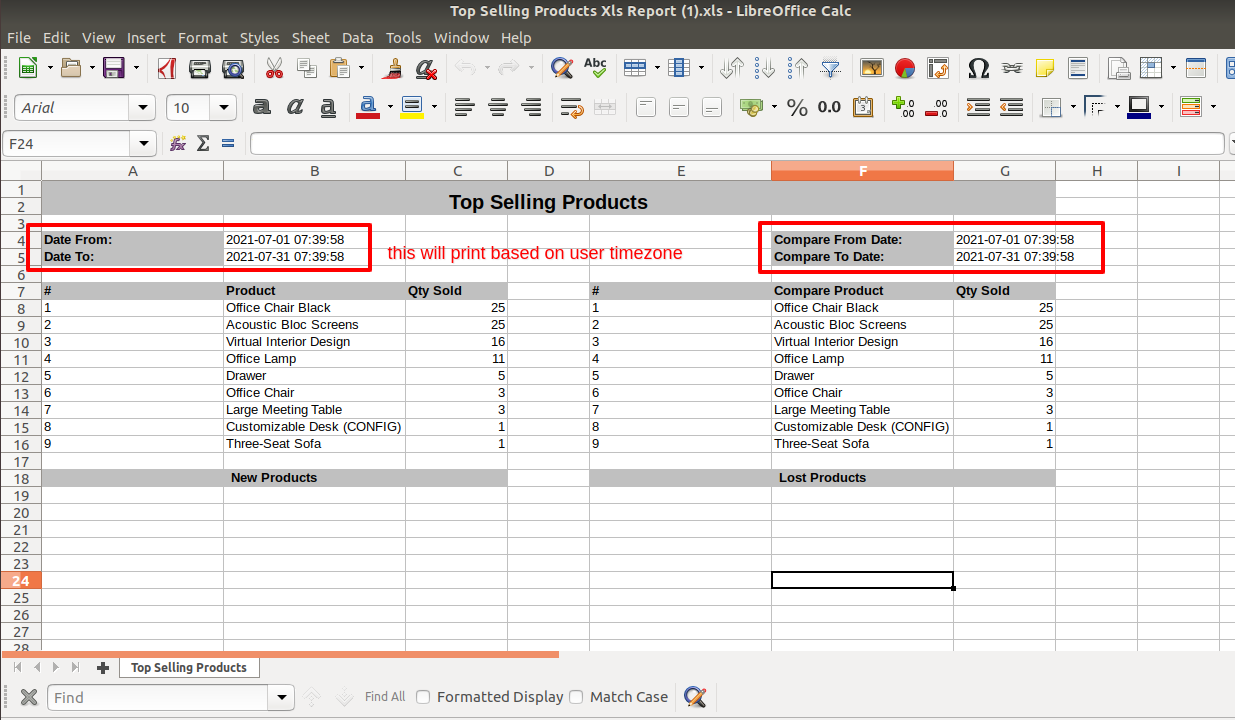 Top Selling Products Xls Report (1).xls - LibreOffice Calc
File Edit View Insert Format Styles Sheet Data Tools Window Help
Abc
Arial 10 a a a a % 0.0
F24
A B C D E F G H I
1
2 Top Selling Products
3
4 Date From: 2021-07-01 07:39:58 Compare From Date: 2021-07-01 07:39:58
this will print based on user timezone
5 Date To: 2021-07-31 07:39:58 Compare To Date: 2021-07-31 07:39:58
6
7 # Product Qty Sold # Compare Product Qty Sold
8 1 Office Chair Black 25 1 Office Chair Black 25
9 2 Acoustic Bloc Screens 25 2 Acoustic Bloc Screens 25
10 3 Virtual Interior Design 16 3 Virtual Interior Design 16
11 4 Office Lamp 11 4 Office Lamp 11
12 5 Drawer 5 5 Drawer 5
13 6 Office Chair 3 6 Office Chair 3
14 7 Large Meeting Table 3 7 Large Meeting Table 3
15 8 Customizable Desk (CONFIG) 1 8 Customizable Desk (CONFIG) 1
16 9 Three-Seat Sofa 1 9 Three-Seat Sofa 1
17
18 New Products Lost Products
19
20
21
22
23
24
25
26
27
28
Top Selling Products
Find Find All Formatted Display Match Case